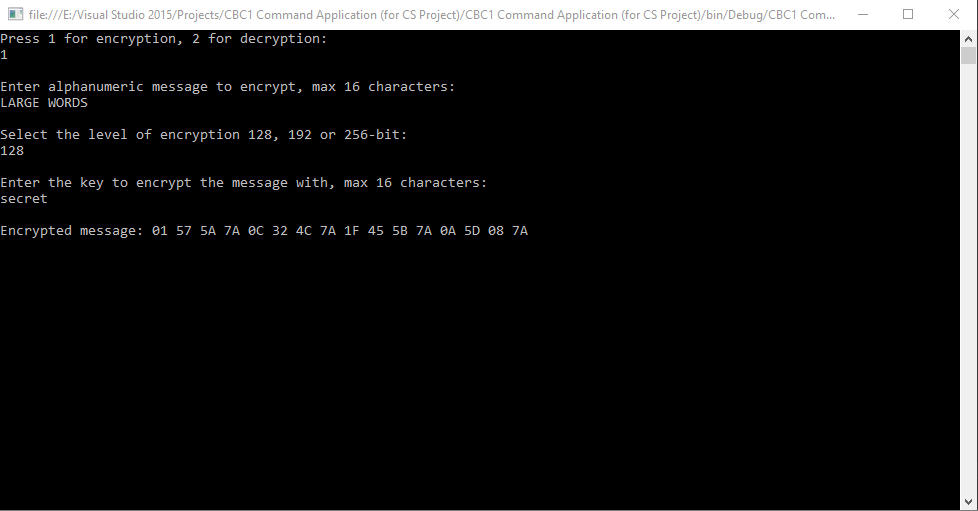 file:///E:/Visual Studio 2015/Projects/CBC1 Command Application (for CS Project)/CBC1 Command Application (for CS Project)/bin/Debug/CBC1 Com...
Press 1 for encryption, 2 for decryption:
1
Enter alphanumeric message to encrypt, max 16 characters:
LARGE WORDS
Select the level of encryption 128, 192 or 256-bit:
128
Enter the key to encrypt the message with, max 16 characters:
secret
Encrypted message: 01 57 5A 7A 0C 32 4C 7A 1F 45 5B 7A 0A 5D 08 7A